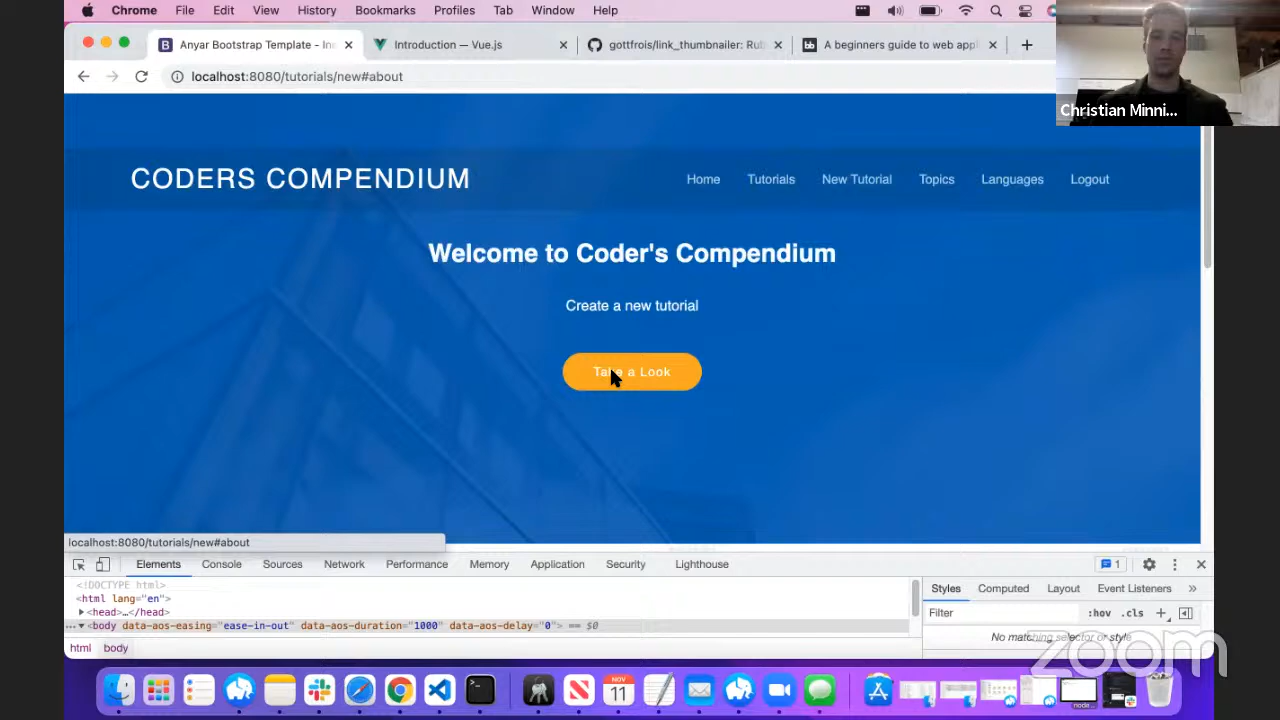 Chrome File Edit View History Bookmarks Profiles Tab Window Help
Anyar Bootstrap Template - In
Introduction — Vue.js
gottfrois/link_thumbnailer: Rub
A beginners guide to web appl
localhost:8080/tutorials/new#about
Christian Minni...
CODERS COMPENDIUM
Home Tutorials New Tutorial Topics Languages Logout
Welcome to Coder's Compendium
Create a new tutorial
Take a Look
localhost:8080/tutorials/new#about
Elements Console Sources Network Performance Memory Application Security Lighthouse 1
<!DOCTYPE html>
<html lang="en">
<head>…</head>
<body data-aos-easing="ease-in-out" data-aos-duration="1000" data-aos-delay="0"> == $0
html body
Styles Computed Layout Event Listeners »
Filter :hov .cls
No matching selector or style
zoom
NOV
11
node